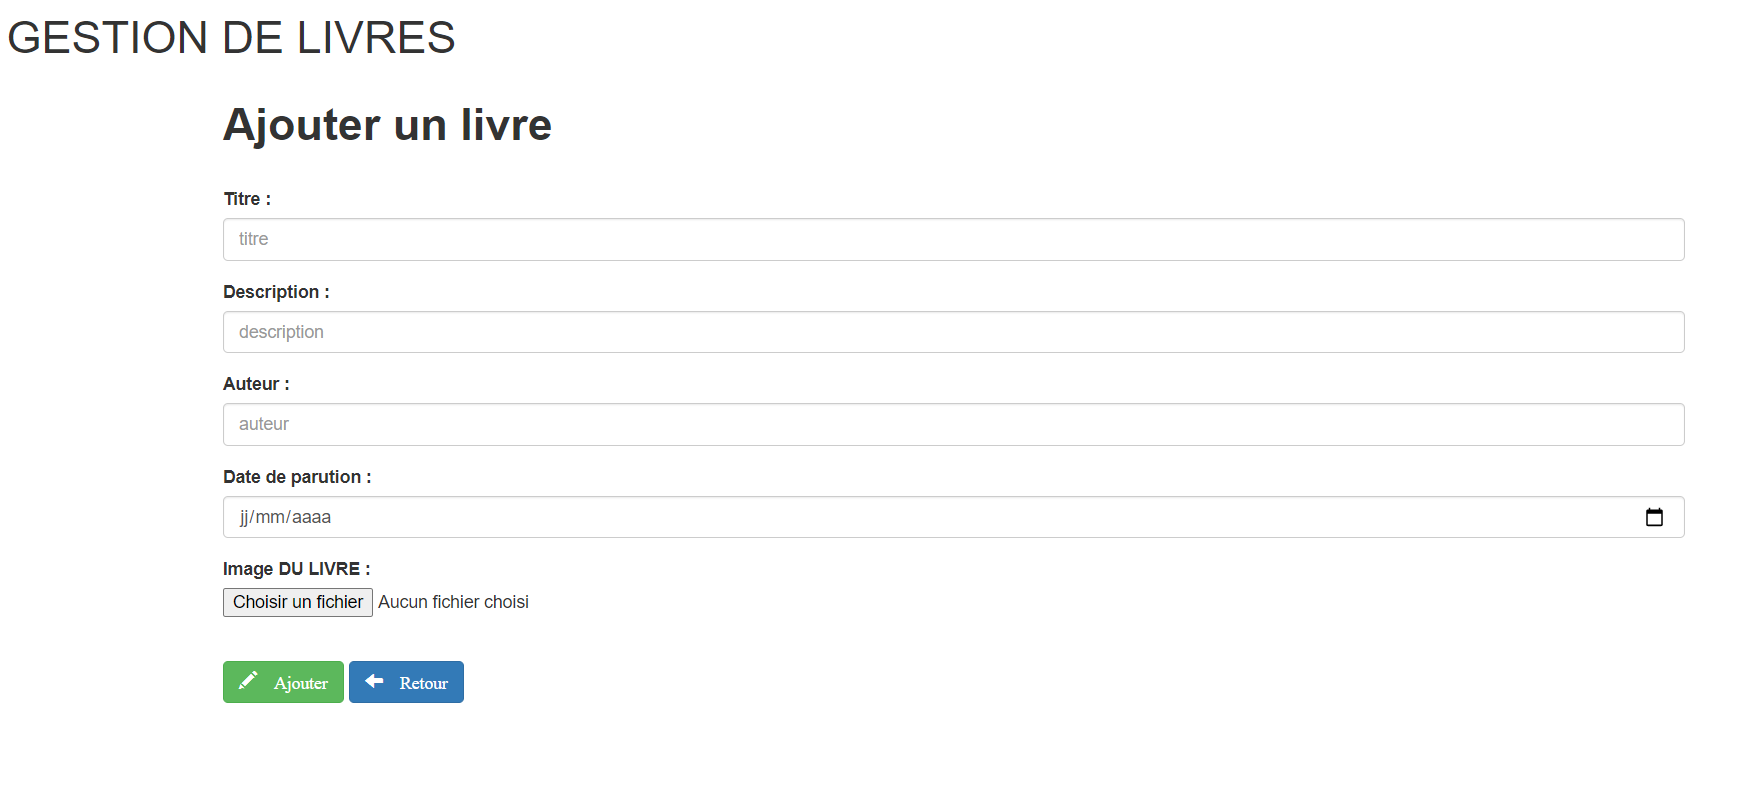 GESTION DE LIVRES
Ajouter un livre
Titre :
titre
Description :
description
Auteur :
auteur
Date de parution :
jj/mm/aaaa
Image DU LIVRE :
Choisir un fichier Aucun fichier choisi
Ajouter Retour